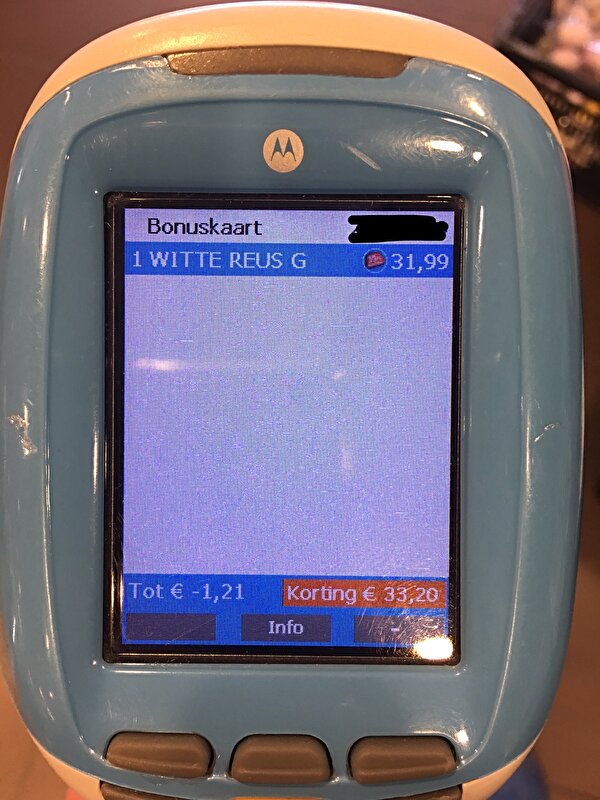 Bonuskaart
1 WITTE REUS G 31,99
Tot € -1,21 Korting € 33,20
Info -